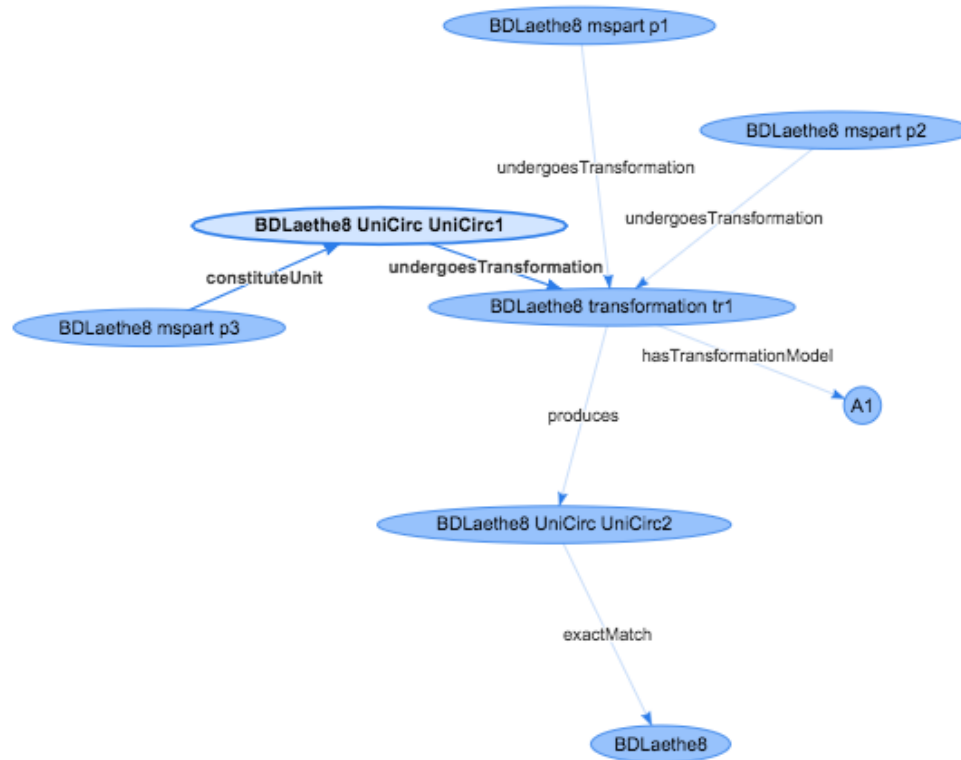 BDLaethe8 mspart p1
BDLaethe8 mspart p2
undergoesTransformation
undergoesTransformation
BDLaethe8 UniCirc UniCirc1
undergoesTransformation
constituteUnit
BDLaethe8 transformation tr1
BDLaethe8 mspart p3
hasTransformationModel
A1
produces
BDLaethe8 UniCirc UniCirc2
exactMatch
BDLaethe8